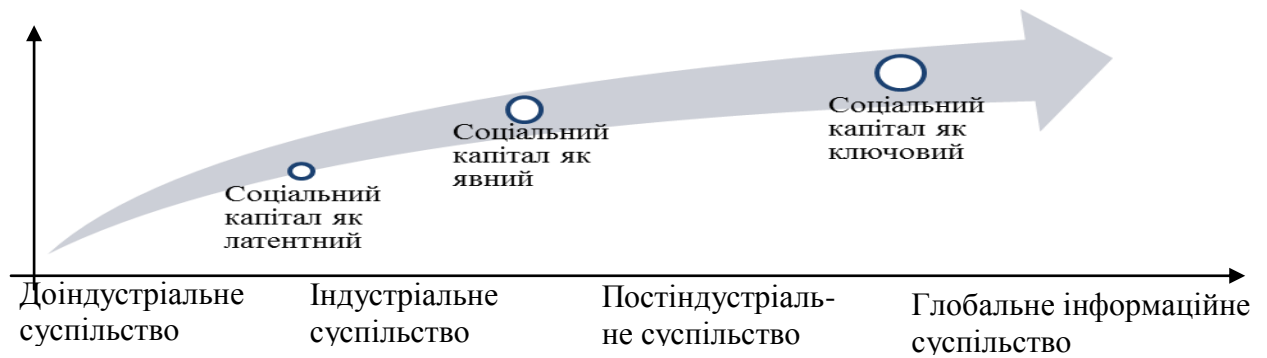 Соціальний
капітал як
латентний
Соціальний
капітал як
явний
Соціальний
капітал як
ключовий
Доіндустріальне
суспільство
Індустріальне
суспільство
Постіндустріаль-
не суспільство
Глобальне інформаційне
суспільство